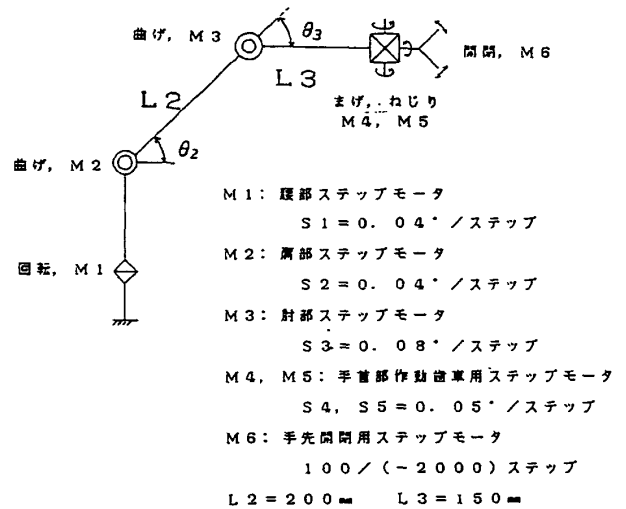 曲げ, M3
θ3
L3
開閉, M6
まげ, ねじり
M4, M5
L2
θ2
曲げ, M2
回転, M1
M1: 腰部ステップモータ
S1=0.04°/ステップ
M2: 肩部ステップモータ
S2=0.04°/ステップ
M3: 肘部ステップモータ
S3=0.08°/ステップ
M4, M5: 手首部作動歯車用ステップモータ
S4, S5=0.05°/ステップ
M6: 手先開閉用ステップモータ
100/(-2000)ステップ
L2=200mm L3=150mm